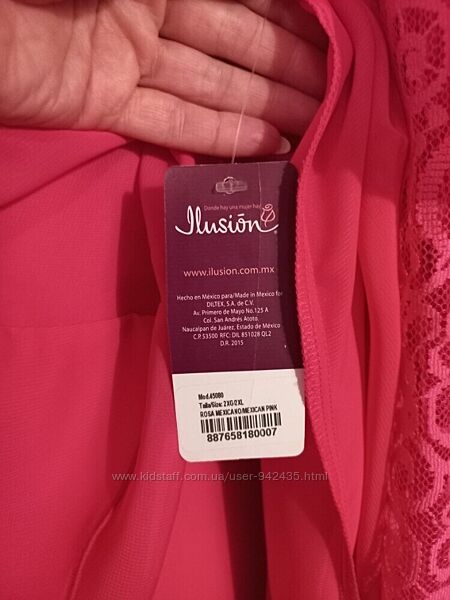 Donde hay una mujer hay
Ilusión
www.ilusion.com.mx
Hecho en México para/Made in Mexico for
DILTEX, S.A. de C.V.
Av. Primero de Mayo No.125 A
Col. San Andrés Atoto.
Naucalpan de Juárez. Estado de México
C.P.53500 RFC: DIL 851028 QL2
D.R. 2015
Mod.45080
Talla/Size: 2XG/2XL
ROSA MEXICANO/MEXICAN PINK
887658180007
www.kidstaff.com.ua/user-942435.html